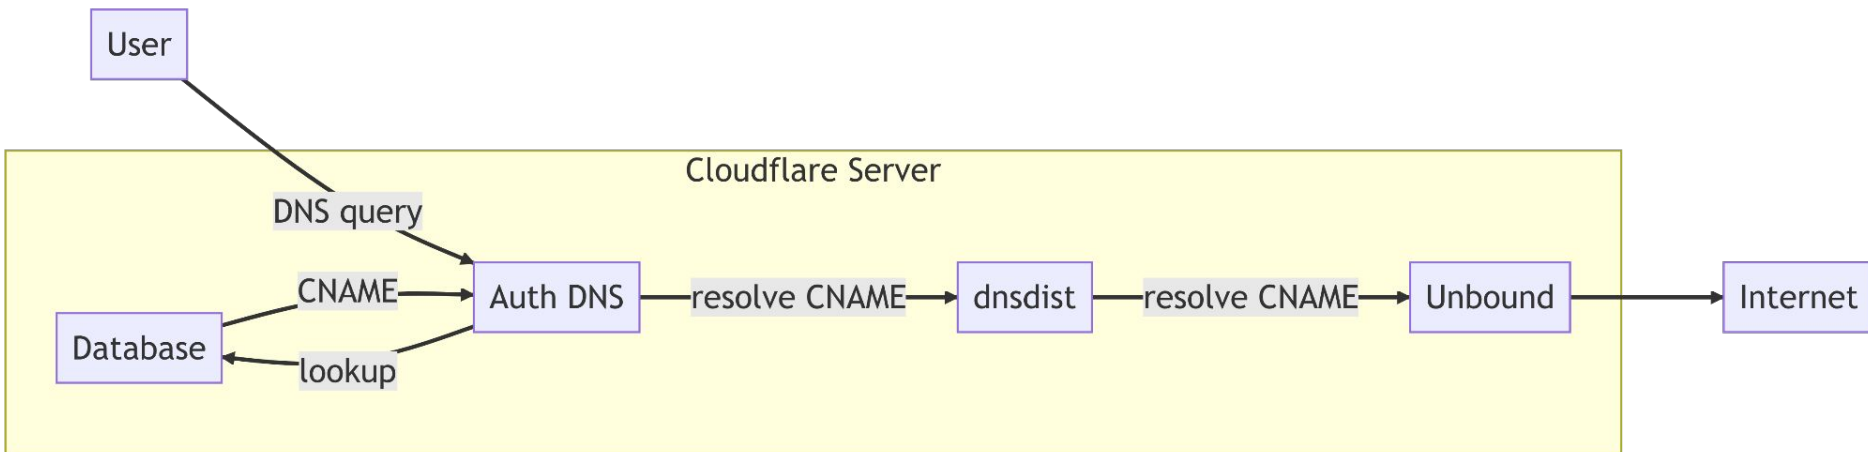 User
Cloudflare Server
DNS query
CNAME
Auth DNS
resolve CNAME
dnsdist
resolve CNAME
Unbound
Internet
Database
lookup